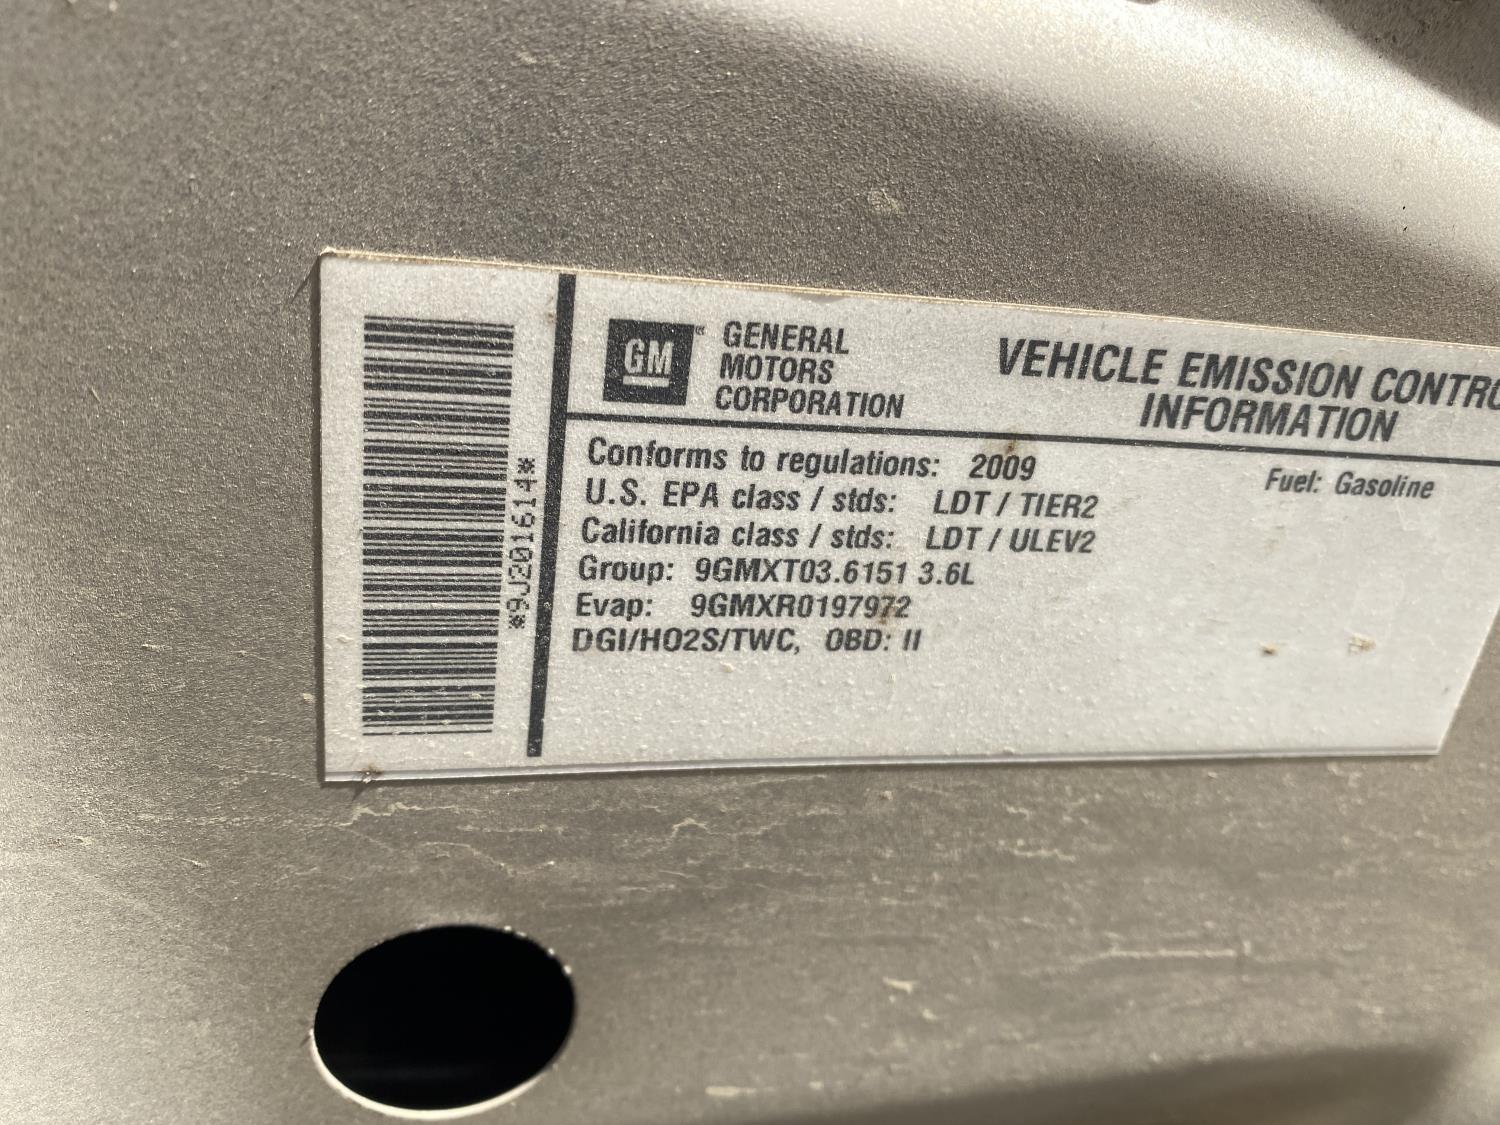 *9J201614*
GM
GENERAL
MOTORS
CORPORATION
VEHICLE EMISSION CONTRO
INFORMATION
Conforms to regulations: 2009
Fuel: Gasoline
U.S. EPA class / stds: LDT / TIER2
California class / stds: LDT / ULEV2
Group: 9GMXT03.6151 3.6L
Evap: 9GMXR0197972
DGI/HO2S/TWC, OBD: II